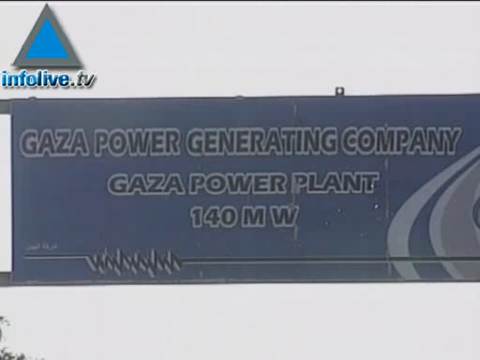 infolive.tv
GAZA POWER GENERATING COMPANY
GAZA POWER PLANT
140 M W